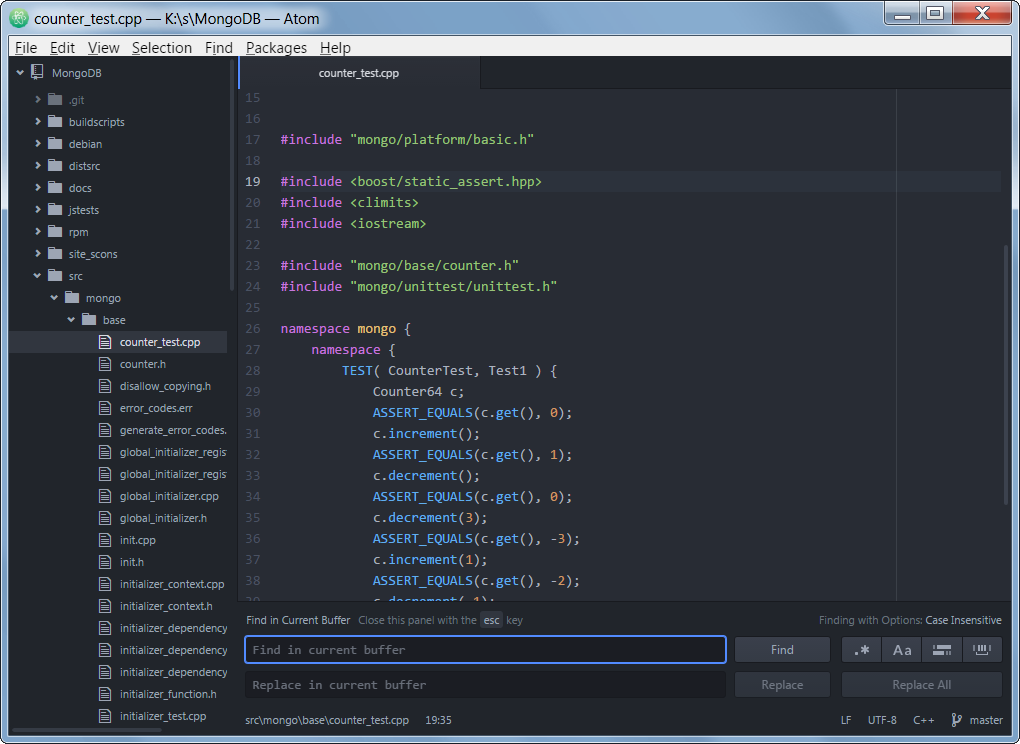 counter_test.cpp — K:\s\MongoDB — Atom
File Edit View Selection Find Packages Help
MongoDB
.git
buildscripts
debian
distsrc
docs
jstests
rpm
site_scons
src
mongo
base
counter_test.cpp
counter.h
disallow_copying.h
error_codes.err
generate_error_codes.
global_initializer_regis
global_initializer_regis
global_initializer.cpp
global_initializer.h
init.cpp
init.h
initializer_context.cpp
initializer_context.h
initializer_dependency
initializer_dependency
initializer_dependency
initializer_function.h
initializer_test.cpp
counter_test.cpp
15
16
17 #include "mongo/platform/basic.h"
18
19 #include <boost/static_assert.hpp>
20 #include <climits>
21 #include <iostream>
22
23 #include "mongo/base/counter.h"
24 #include "mongo/unittest/unittest.h"
25
26 namespace mongo {
27 namespace {
28 TEST( CounterTest, Test1 ) {
29 Counter64 c;
30 ASSERT_EQUALS(c.get(), 0);
31 c.increment();
32 ASSERT_EQUALS(c.get(), 1);
33 c.decrement();
34 ASSERT_EQUALS(c.get(), 0);
35 c.decrement(3);
36 ASSERT_EQUALS(c.get(), -3);
37 c.increment(1);
38 ASSERT_EQUALS(c.get(), -2);
Find in Current Buffer Close this panel with the esc key Finding with Options: Case Insensitive
Find in current buffer Find .* Aa
Replace in current buffer Replace Replace All
src\mongo\base\counter_test.cpp 19:35 LF UTF-8 C++ master